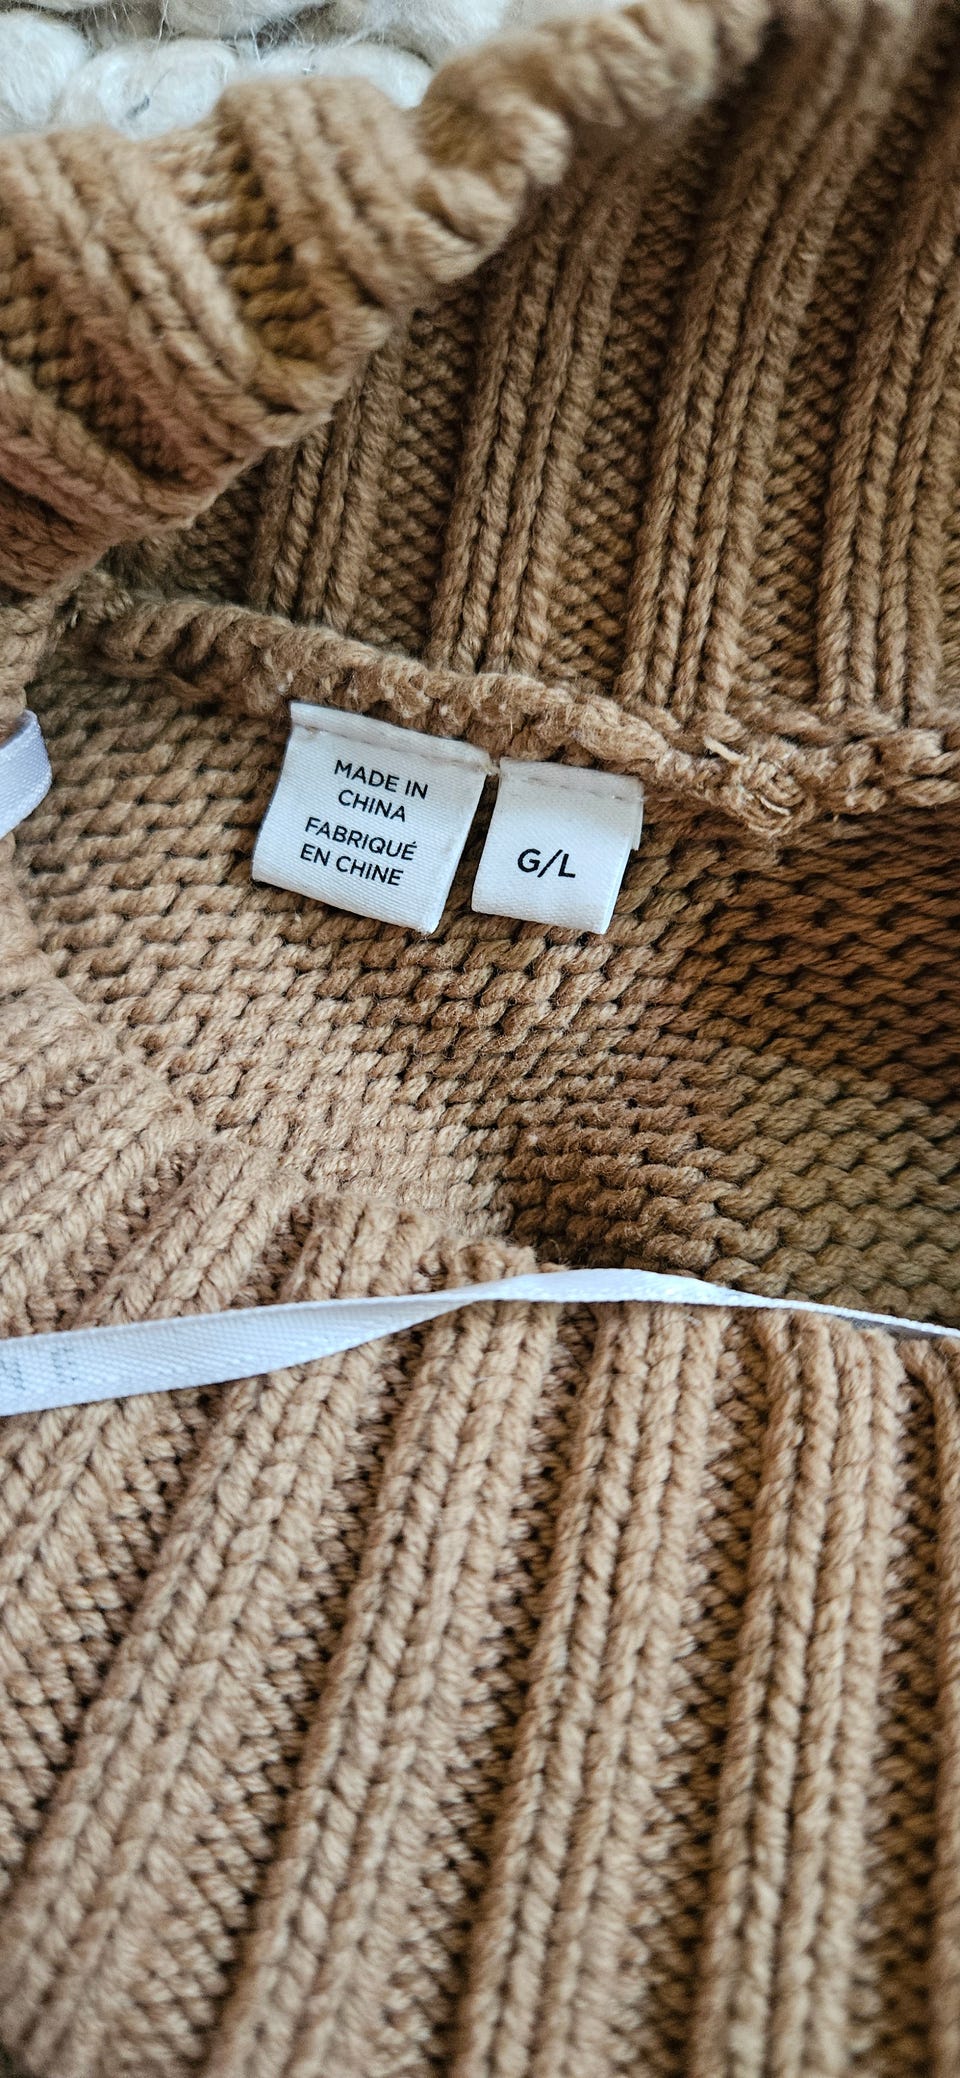 MADE IN
CHINA
FABRIQUÉ
EN CHINE
G/L